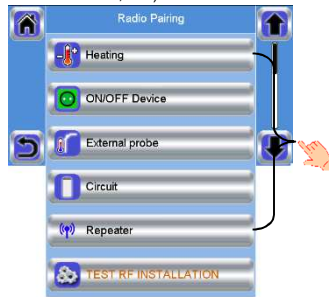 Radio Pairing
Heating
ON/OFF Device
External probe
Circuit
Repeater
TEST RF INSTALLATION